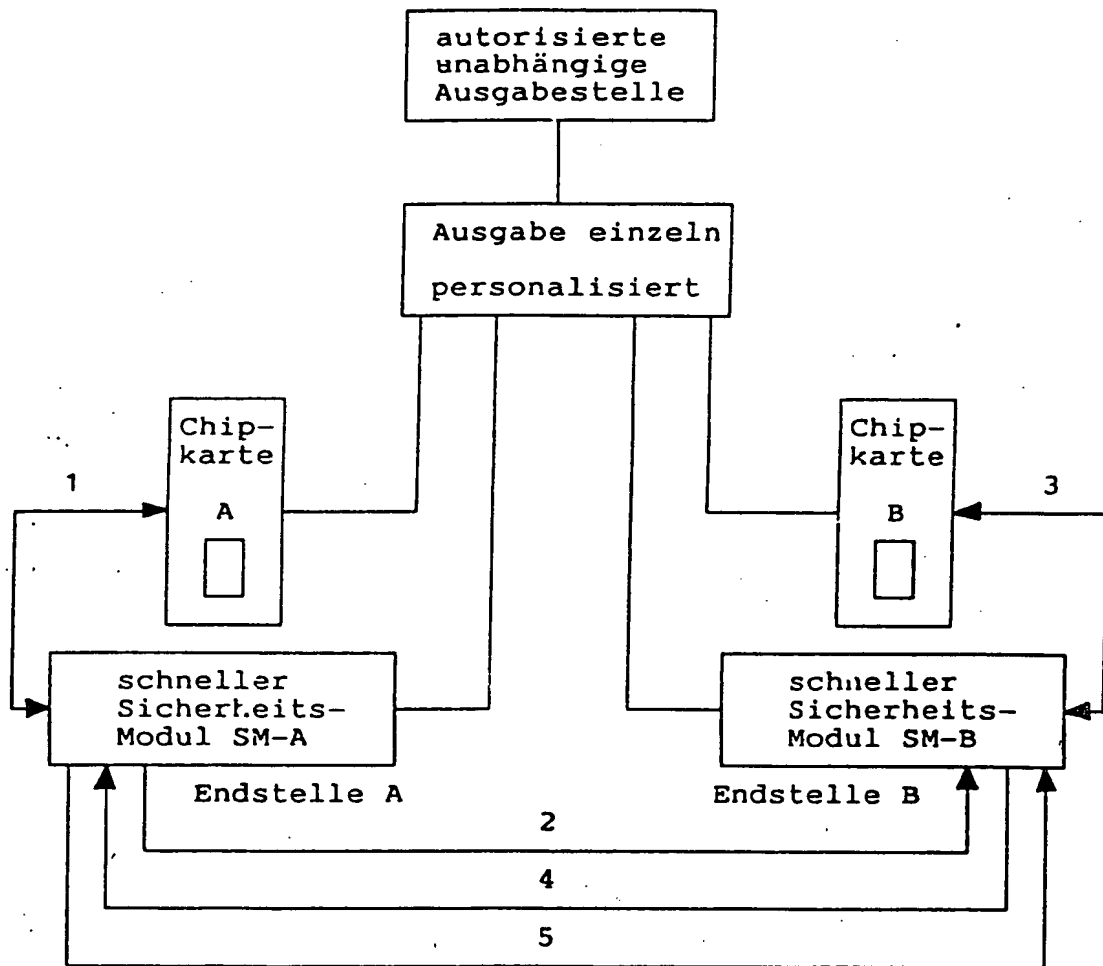 autorisierte
unabhängige
Ausgabestelle
Ausgabe einzeln
personalisiert
Chip-
karte
A
Chip-
karte
B
1
3
schneller
Sicherheits-
Modul SM-A
schneller
Sicherheits-
Modul SM-B
Endstelle A
Endstelle B
2
4
5